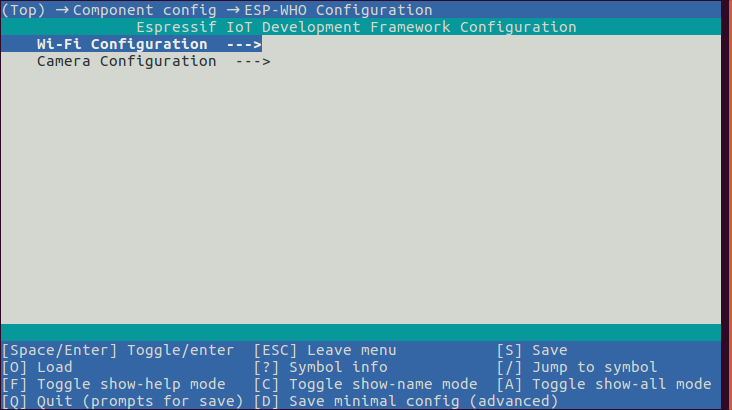 (Top) → Component config → ESP-WHO Configuration
Espressif IoT Development Framework Configuration
Wi-Fi Configuration --->
Camera Configuration --->
[Space/Enter] Toggle/enter [ESC] Leave menu [S] Save
[O] Load [?] Symbol info [/] Jump to symbol
[F] Toggle show-help mode [C] Toggle show-name mode [A] Toggle show-all mode
[Q] Quit (prompts for save) [D] Save minimal config (advanced)